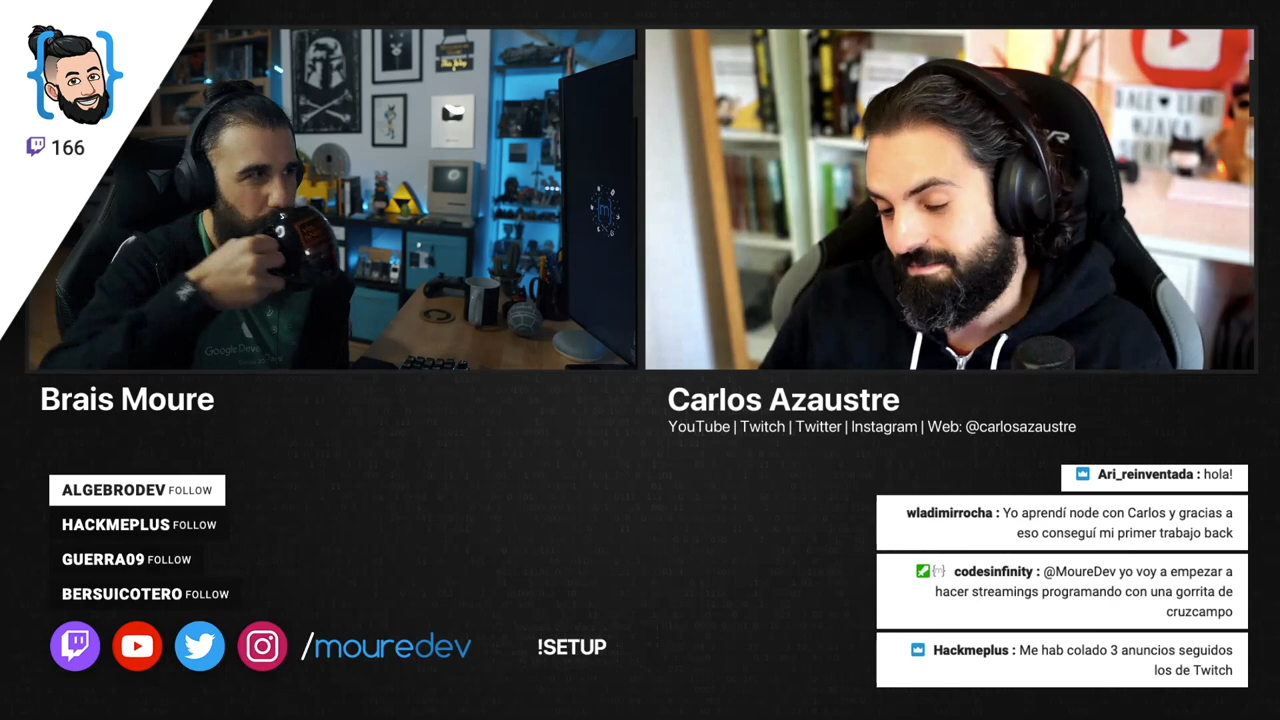 166
Google Deve
Brais Moure
Carlos Azaustre
YouTube | Twitch | Twitter | Instagram | Web: @carlosazaustre
ALGEBRODEV FOLLOW
HACKMEPLUS FOLLOW
GUERRA09 FOLLOW
BERSUICOTERO FOLLOW
/mouredev
!SETUP
Ari_reinventada : hola!
wladimirrocha : Yo aprendí node con Carlos y gracias a
eso conseguí mi primer trabajo back
codesinfinity : @MoureDev yo voy a empezar a
hacer streamings programando con una gorrita de
cruzcampo
Hackmeplus : Me hab colado 3 anuncios seguidos
los de Twitch